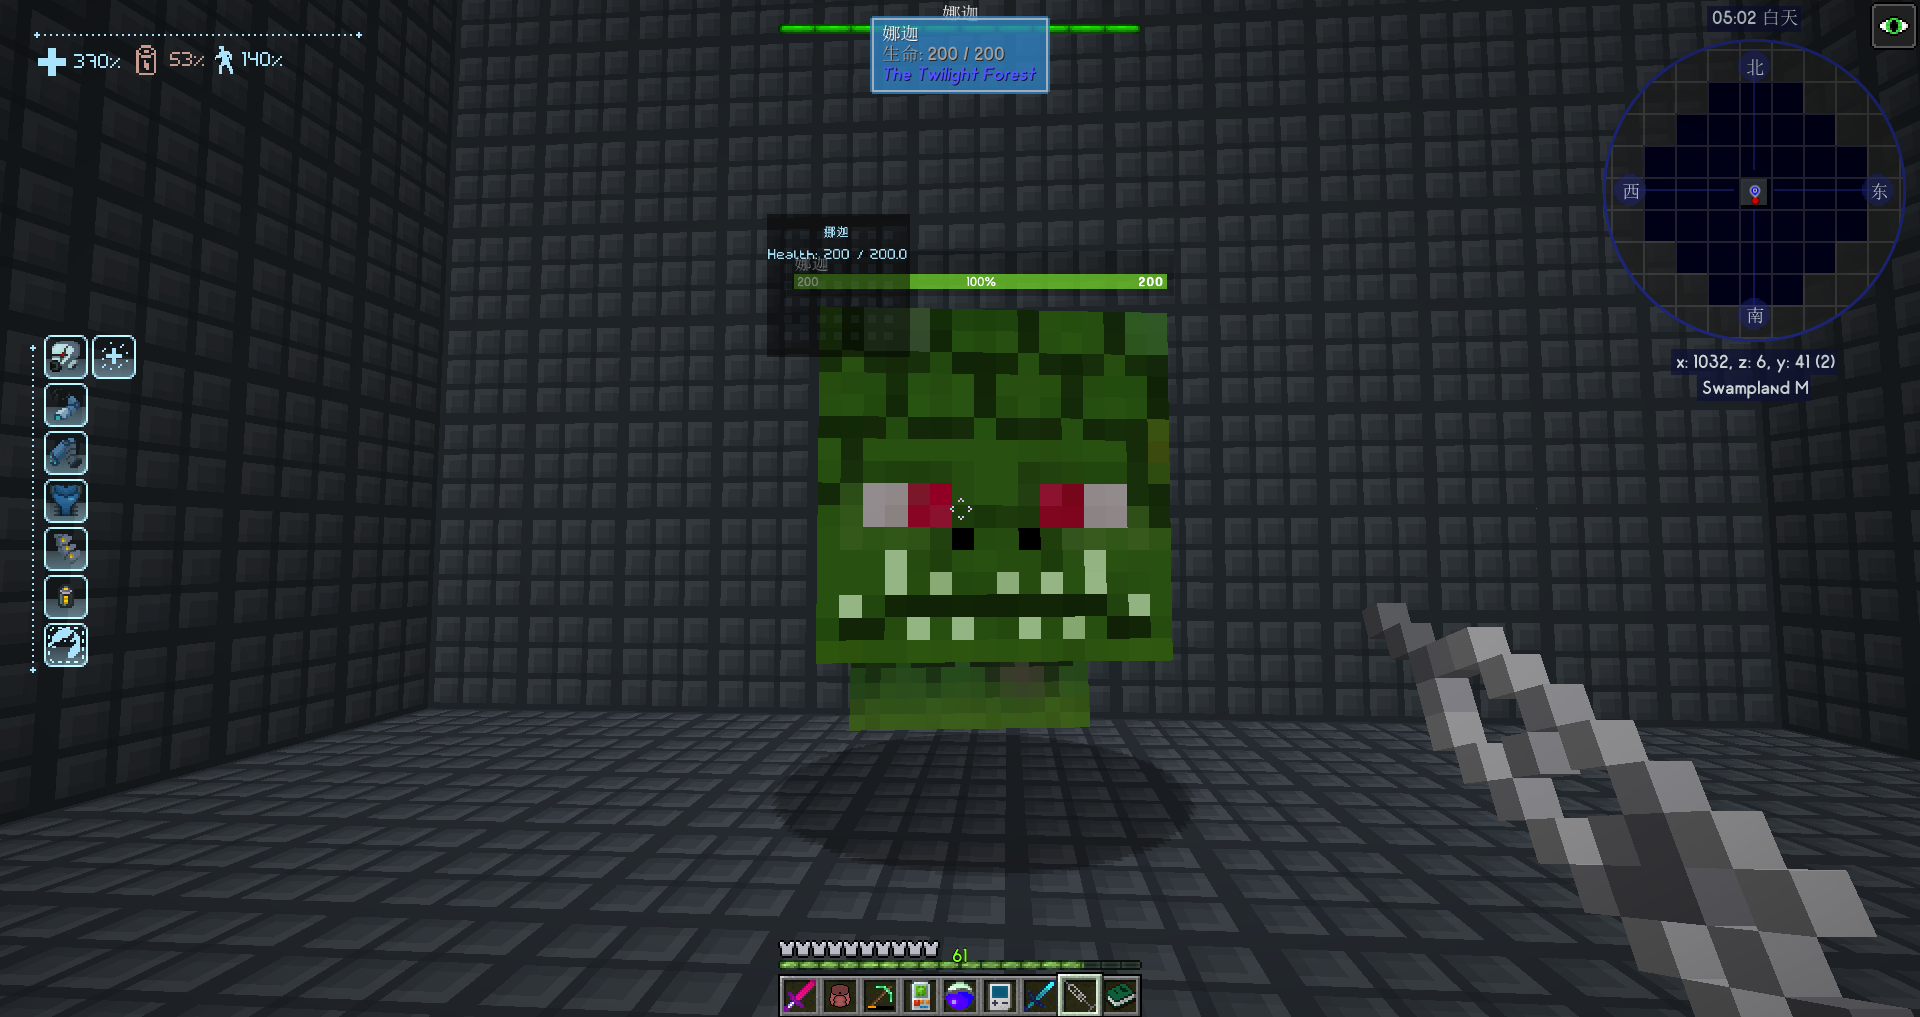 娜迦
娜迦
生命: 200 / 200
The Twilight Forest
370%
53%
140%
05:02 白天
北
西
东
南
x: 1032, z: 6, y: 41 (2)
Swampland M
娜迦
Health: 200 / 200.0
娜迦
200
100%
200
61